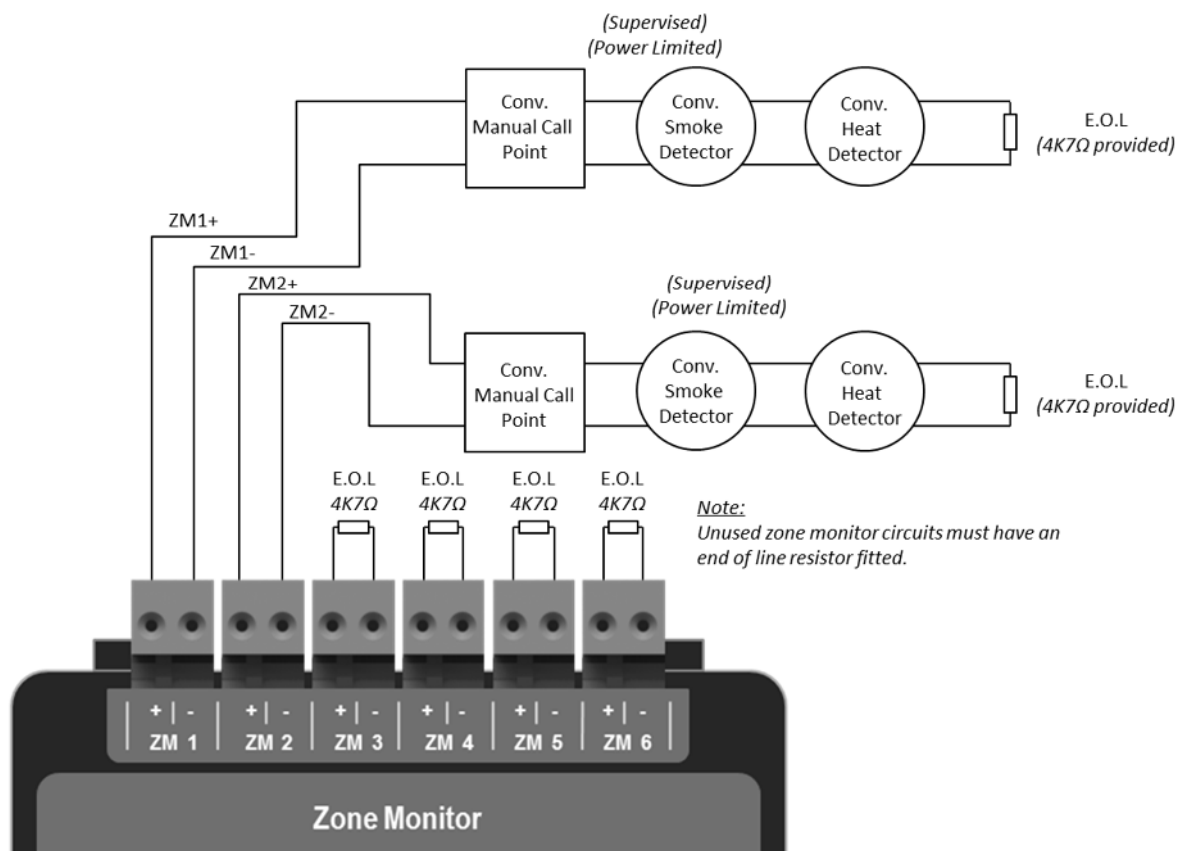 (Supervised)
(Power Limited)
Conv.
Manual Call
Point
Conv.
Smoke
Detector
Conv.
Heat
Detector
E.O.L
(4K7Ω provided)
ZM1+
ZM1-
ZM2+
ZM2-
(Supervised)
(Power Limited)
Conv.
Manual Call
Point
Conv.
Smoke
Detector
Conv.
Heat
Detector
E.O.L
(4K7Ω provided)
E.O.L
4K7Ω
E.O.L
4K7Ω
E.O.L
4K7Ω
E.O.L
4K7Ω
Note:
Unused zone monitor circuits must have an
end of line resistor fitted.
+ | - + | - + | - + | - + | - + | -
ZM 1 ZM 2 ZM 3 ZM 4 ZM 5 ZM 6
Zone Monitor